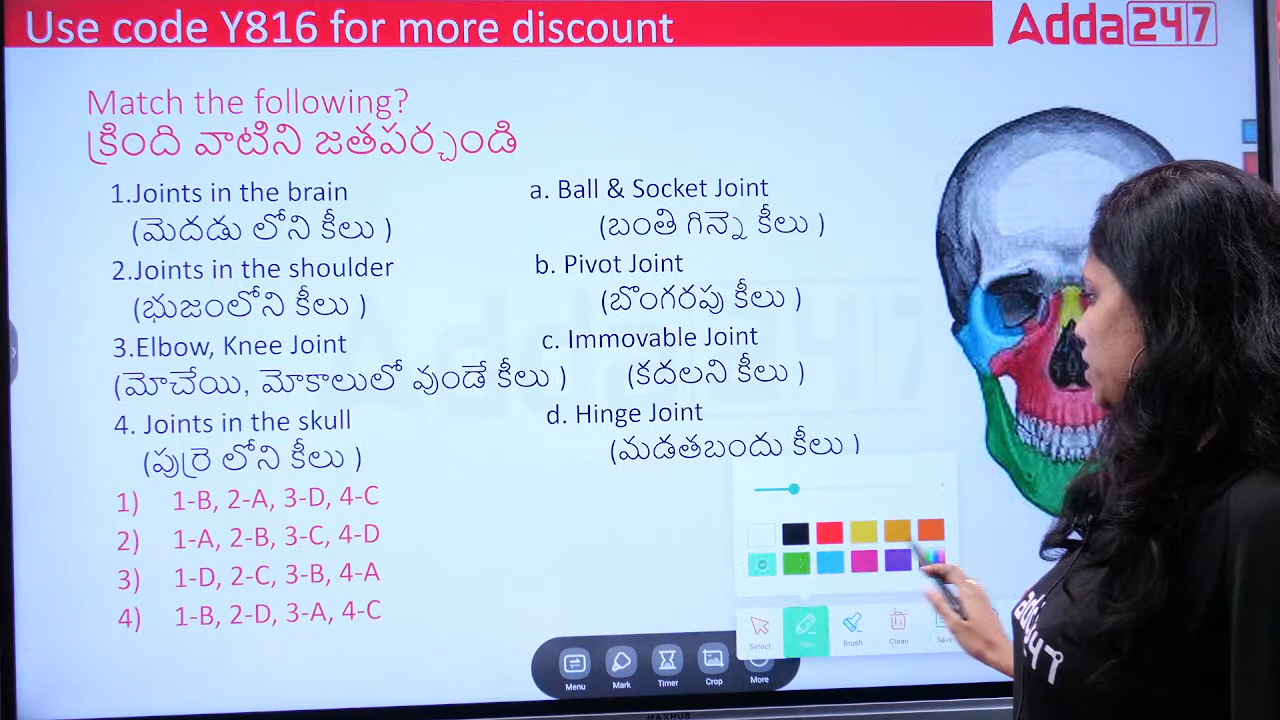 Use code Y816 for more discount
Adda247
Match the following?
క్రింది వాటిని జతపర్చండి
1.Joints in the brain
(మెదడు లోని కీలు )
2.Joints in the shoulder
(భుజంలోని కీలు )
3.Elbow, Knee Joint
(మోచేయి, మోకాలులో వుండే కీలు )
4. Joints in the skull
(పుర్రె లోని కీలు )
a. Ball & Socket Joint
(బంతి గిన్నె కీలు )
b. Pivot Joint
(బొంగరపు కీలు )
c. Immovable Joint
(కదలని కీలు )
d. Hinge Joint
(మడతబందు కీలు )
1) 1-B, 2-A, 3-D, 4-C
2) 1-A, 2-B, 3-C, 4-D
3) 1-D, 2-C, 3-B, 4-A
4) 1-B, 2-D, 3-A, 4-C
Select Brush Clean Save
Menu Mark Timer Crop More
MAXHUB
adda247